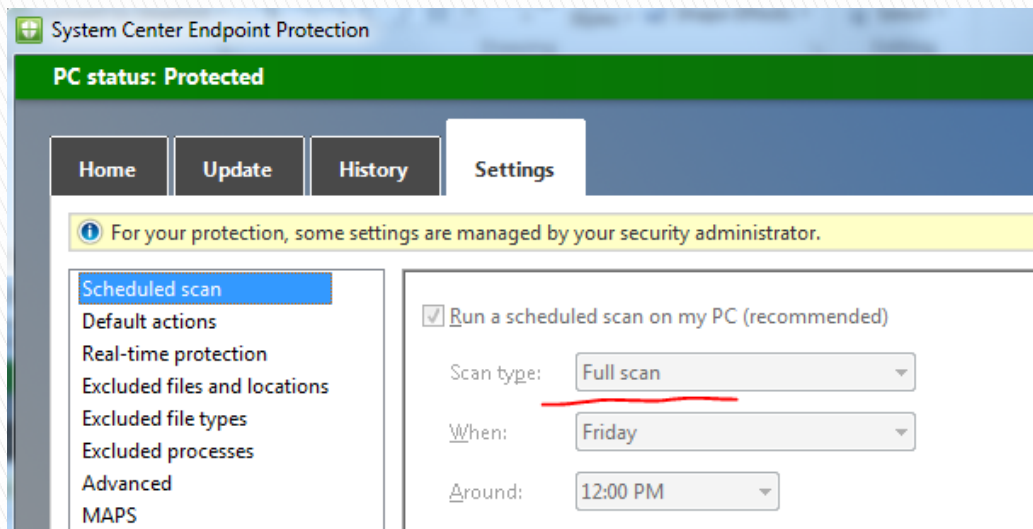 System Center Endpoint Protection
PC status: Protected
Home Update History Settings
For your protection, some settings are managed by your security administrator.
Scheduled scan
Default actions
Real-time protection
Excluded files and locations
Excluded file types
Excluded processes
Advanced
MAPS
Run a scheduled scan on my PC (recommended)
Scan type: Full scan
When: Friday
Around: 12:00 PM